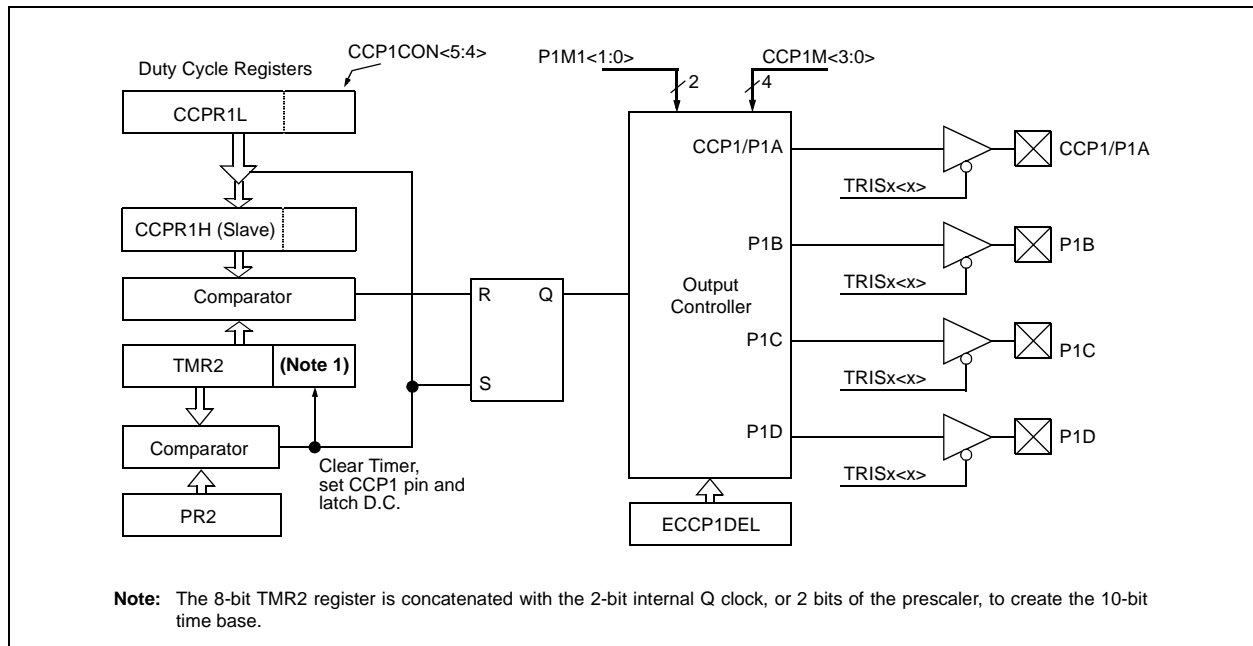 CCP1CON<5:4>
Duty Cycle Registers
CCPR1L
CCPR1H (Slave)
Comparator
TMR2
(Note 1)
Comparator
PR2
Clear Timer,
set CCP1 pin and
latch D.C.
R
Q
S
P1M1<1:0>
2
CCP1M<3:0>
4
CCP1/P1A
P1B
Output
Controller
P1C
P1D
ECCP1DEL
TRISx<x>
CCP1/P1A
TRISx<x>
P1B
TRISx<x>
P1C
TRISx<x>
P1D
Note: The 8-bit TMR2 register is concatenated with the 2-bit internal Q clock, or 2 bits of the prescaler, to create the 10-bit
time base.